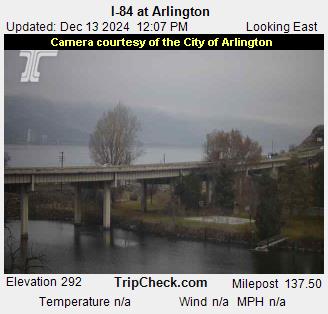 I-84 at Arlington
Updated: Dec 13 2024 12:07 PM Looking East
Camera courtesy of the City of Arlington
Elevation 292 TripCheck.com Milepost 137.50
Temperature n/a Wind n/a MPH n/a